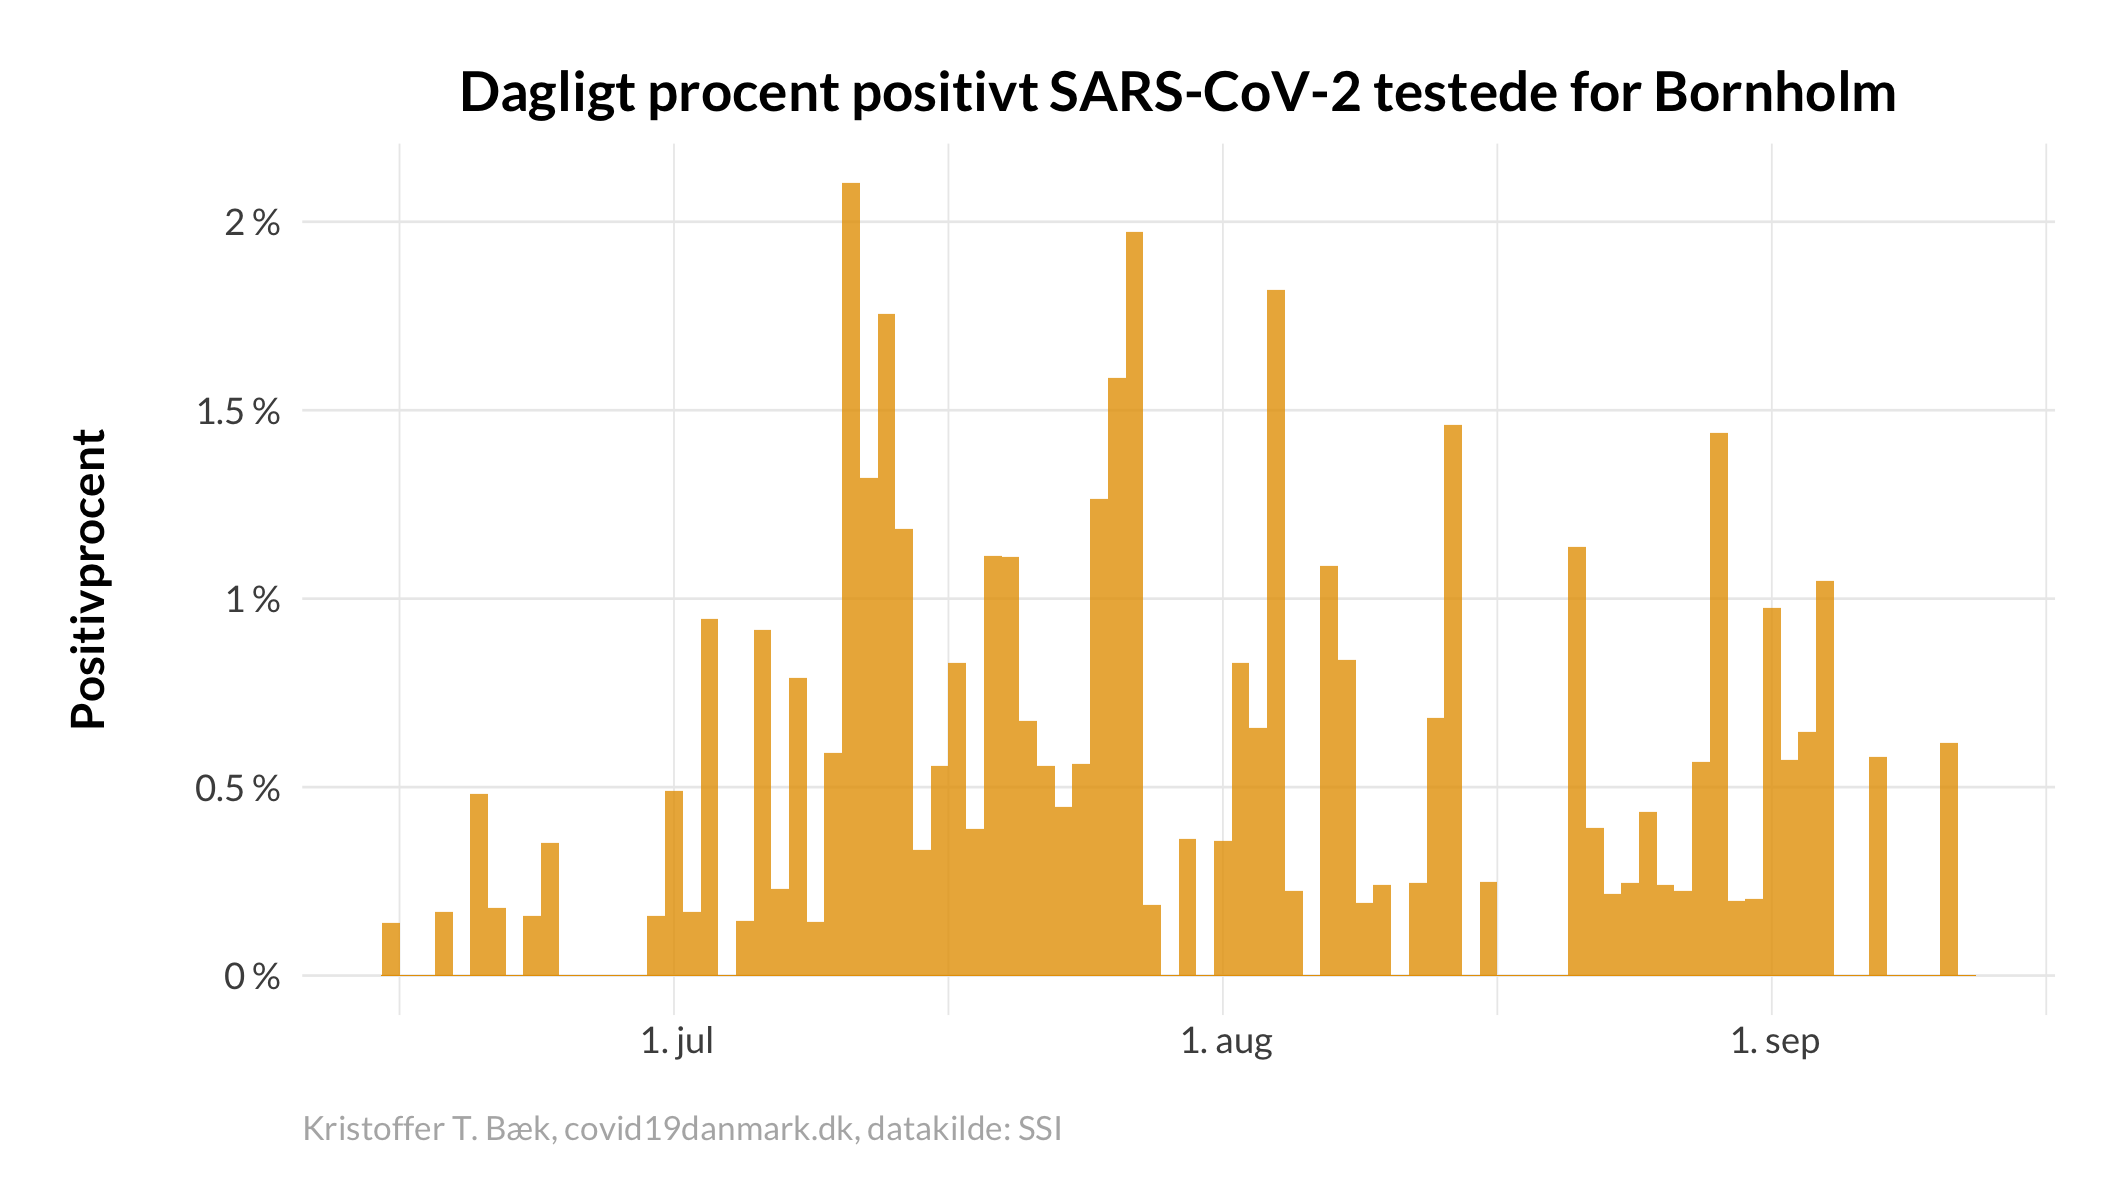 Dagligt procent positivt SARS-CoV-2 testede for Bornholm
Positivprocent
2 %
1.5 %
1 %
0.5 %
0 %
1. jul
1. aug
1. sep
Kristoffer T. Bæk, covid19danmark.dk, datakilde: SSI